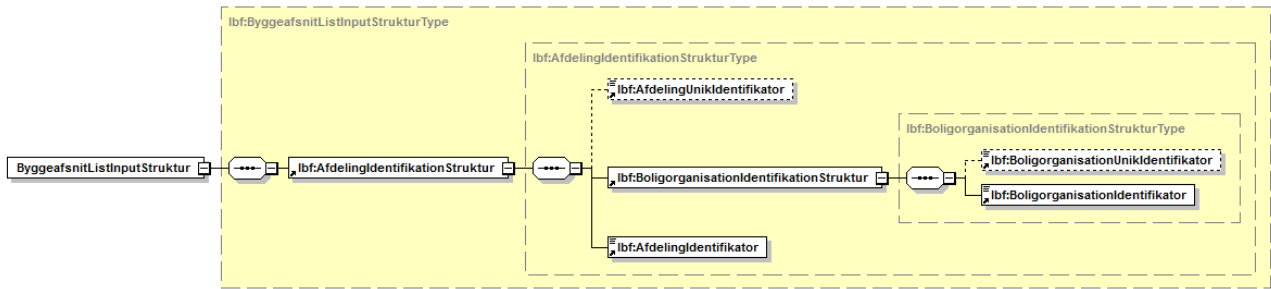 lbf:ByggeafsnitListInputStrukturType
lbf:AfdelingIdentifikationStrukturType
lbf:AfdelingUnikIdentifikator
lbf:BoligorganisationIdentifikationStrukturType
lbf:BoligorganisationUnikIdentifikator
ByggeafsnitListInputStruktur
lbf:AfdelingIdentifikationStruktur
lbf:BoligorganisationIdentifikationStruktur
lbf:BoligorganisationIdentifikator
lbf:AfdelingIdentifikator